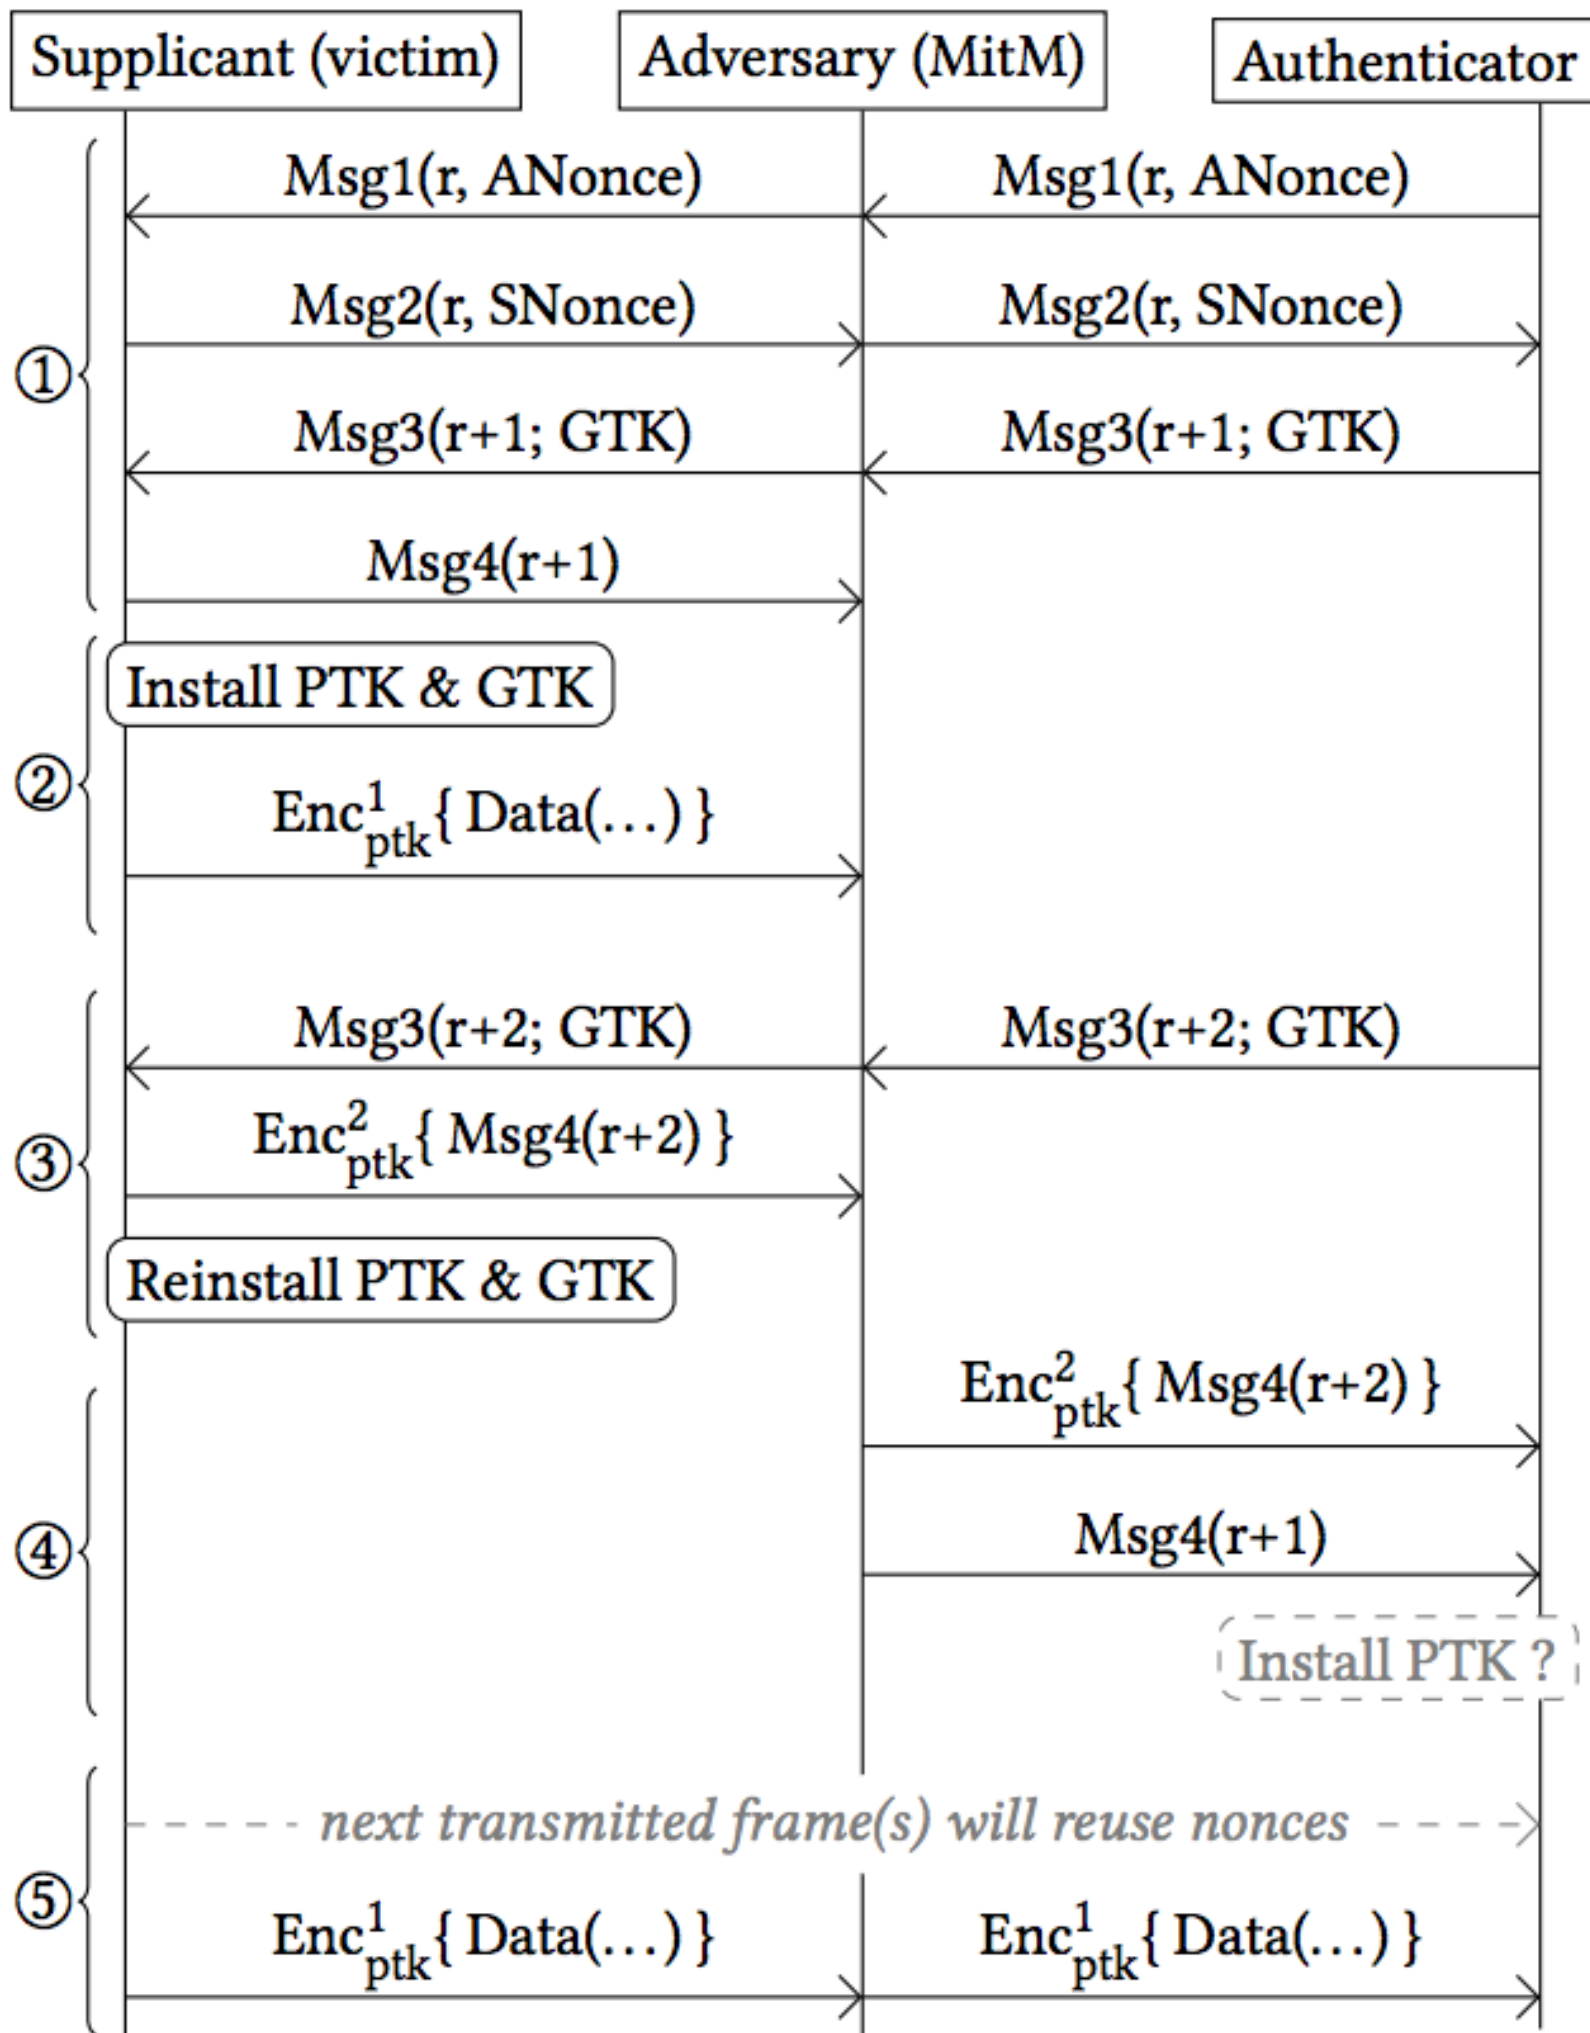 Supplicant (victim) Adversary (MitM) Authenticator
①
Msg1(r, ANonce) Msg1(r, ANonce)
Msg2(r, SNonce) Msg2(r, SNonce)
Msg3(r+1; GTK) Msg3(r+1; GTK)
Msg4(r+1)
②
Install PTK & GTK
Enc¹ptk{ Data(…) }
③
Msg3(r+2; GTK) Msg3(r+2; GTK)
Enc²ptk{ Msg4(r+2) }
Reinstall PTK & GTK
④
Enc²ptk{ Msg4(r+2) }
Msg4(r+1)
Install PTK ?
⑤
next transmitted frame(s) will reuse nonces
Enc¹ptk{ Data(…) } Enc¹ptk{ Data(…) }